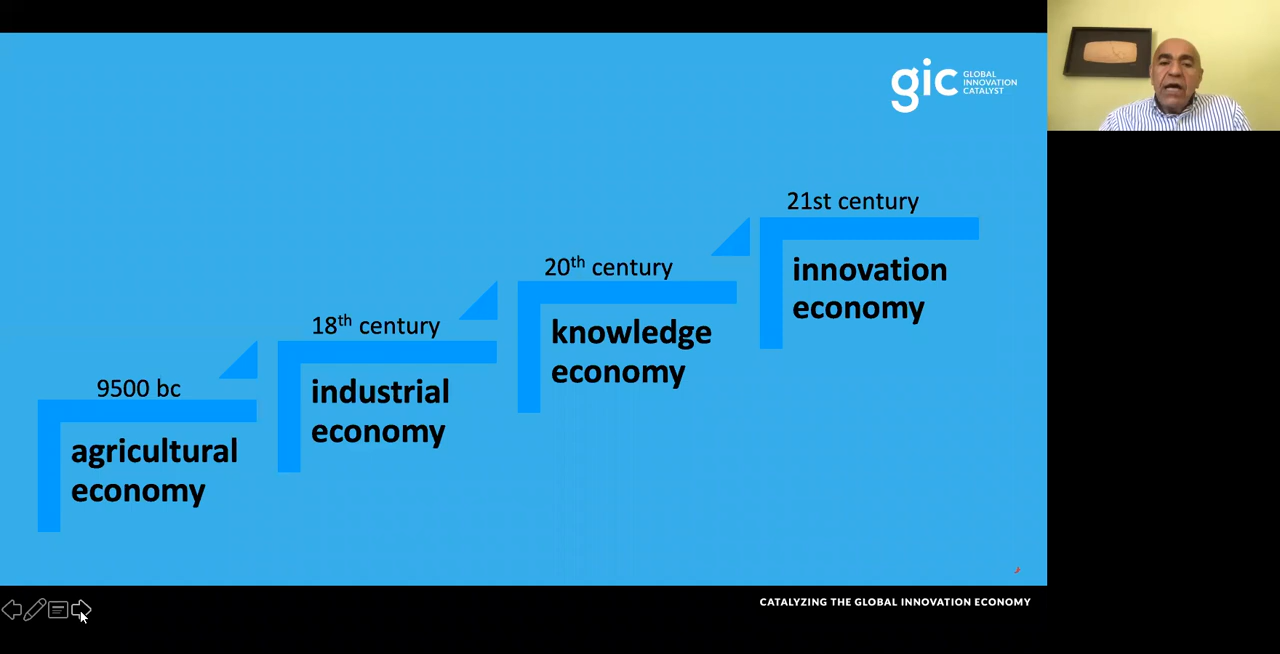 gic GLOBAL
INNOVATION
CATALYST
21st century
innovation
economy
20th century
knowledge
economy
18th century
industrial
economy
9500 bc
agricultural
economy
CATALYZING THE GLOBAL INNOVATION ECONOMY